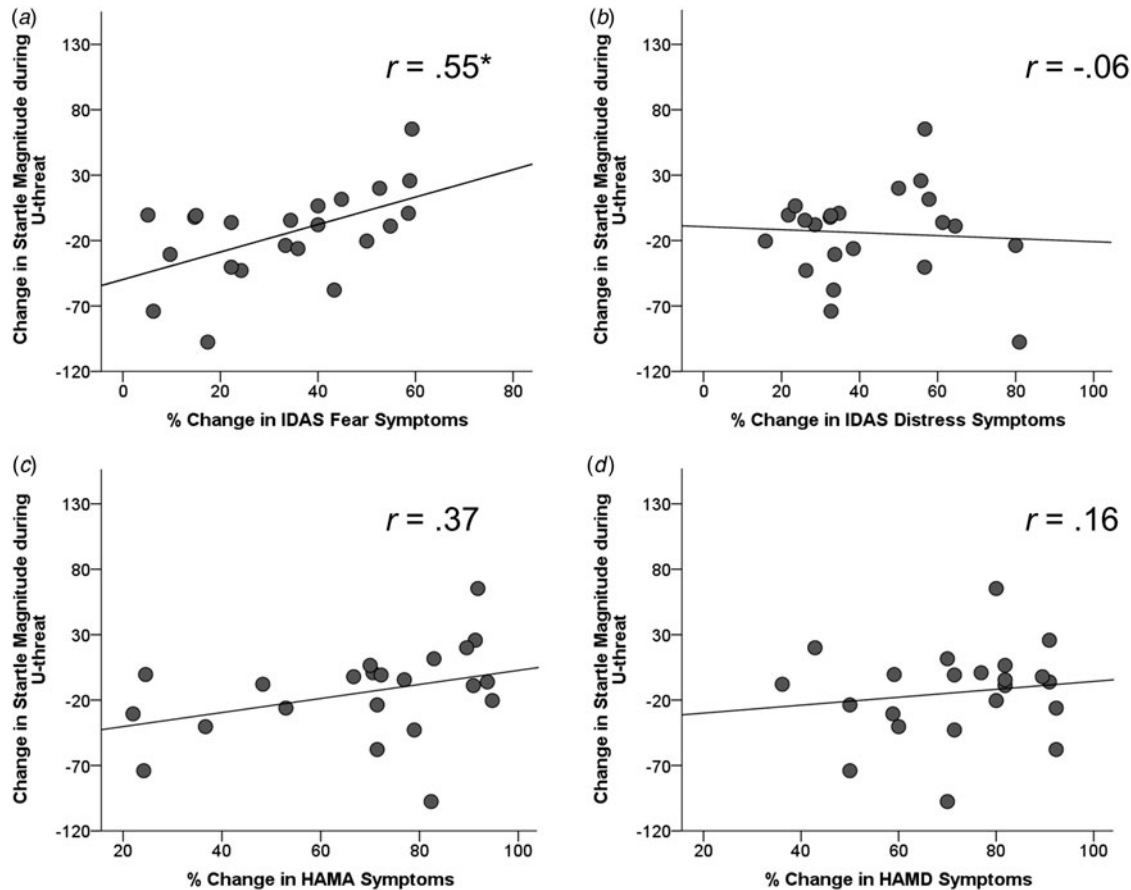 (a)
r = .55*
Change in Startle Magnitude during
U-threat
130
80
30
-20
-70
-120
0 20 40 60 80
% Change in IDAS Fear Symptoms
(b)
r = -.06
Change in Startle Magnitude during
U-threat
130
80
30
-20
-70
-120
0 20 40 60 80 100
% Change in IDAS Distress Symptoms
(c)
r = .37
Change in Startle Magnitude during
U-threat
130
80
30
-20
-70
-120
20 40 60 80 100
% Change in HAMA Symptoms
(d)
r = .16
Change in Startle Magnitude during
U-threat
130
80
30
-20
-70
-120
20 40 60 80 100
% Change in HAMD Symptoms